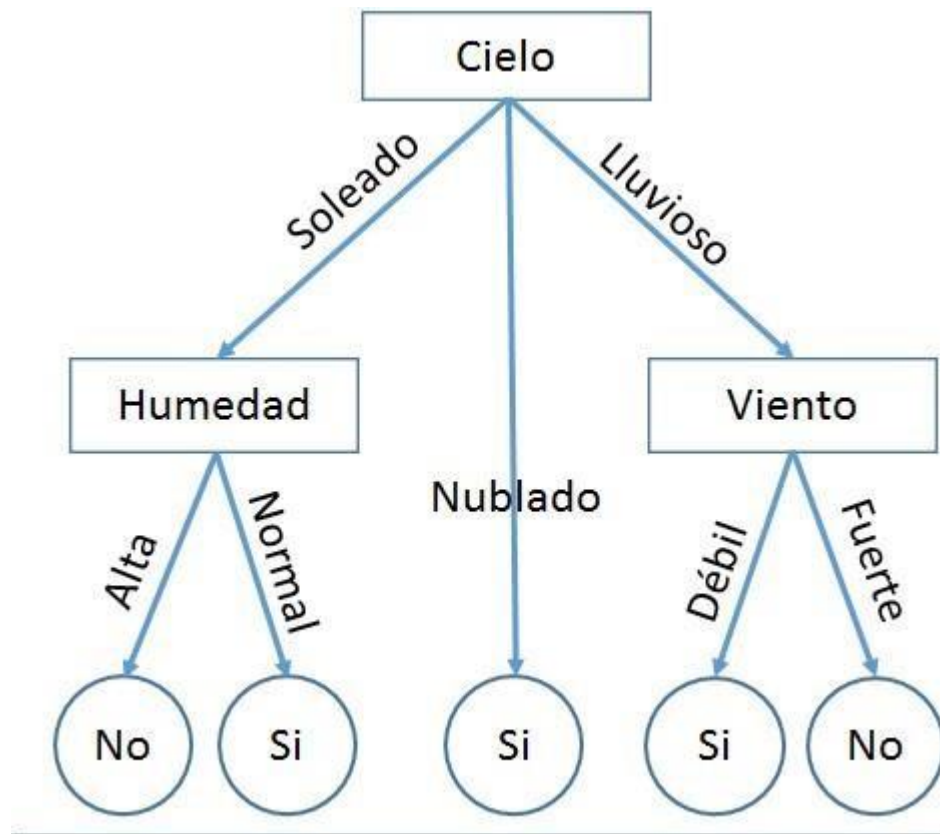 Cielo
Soleado
Lluvioso
Humedad
Viento
Nublado
Alta
Normal
Débil
Fuerte
No
Si
Si
Si
No